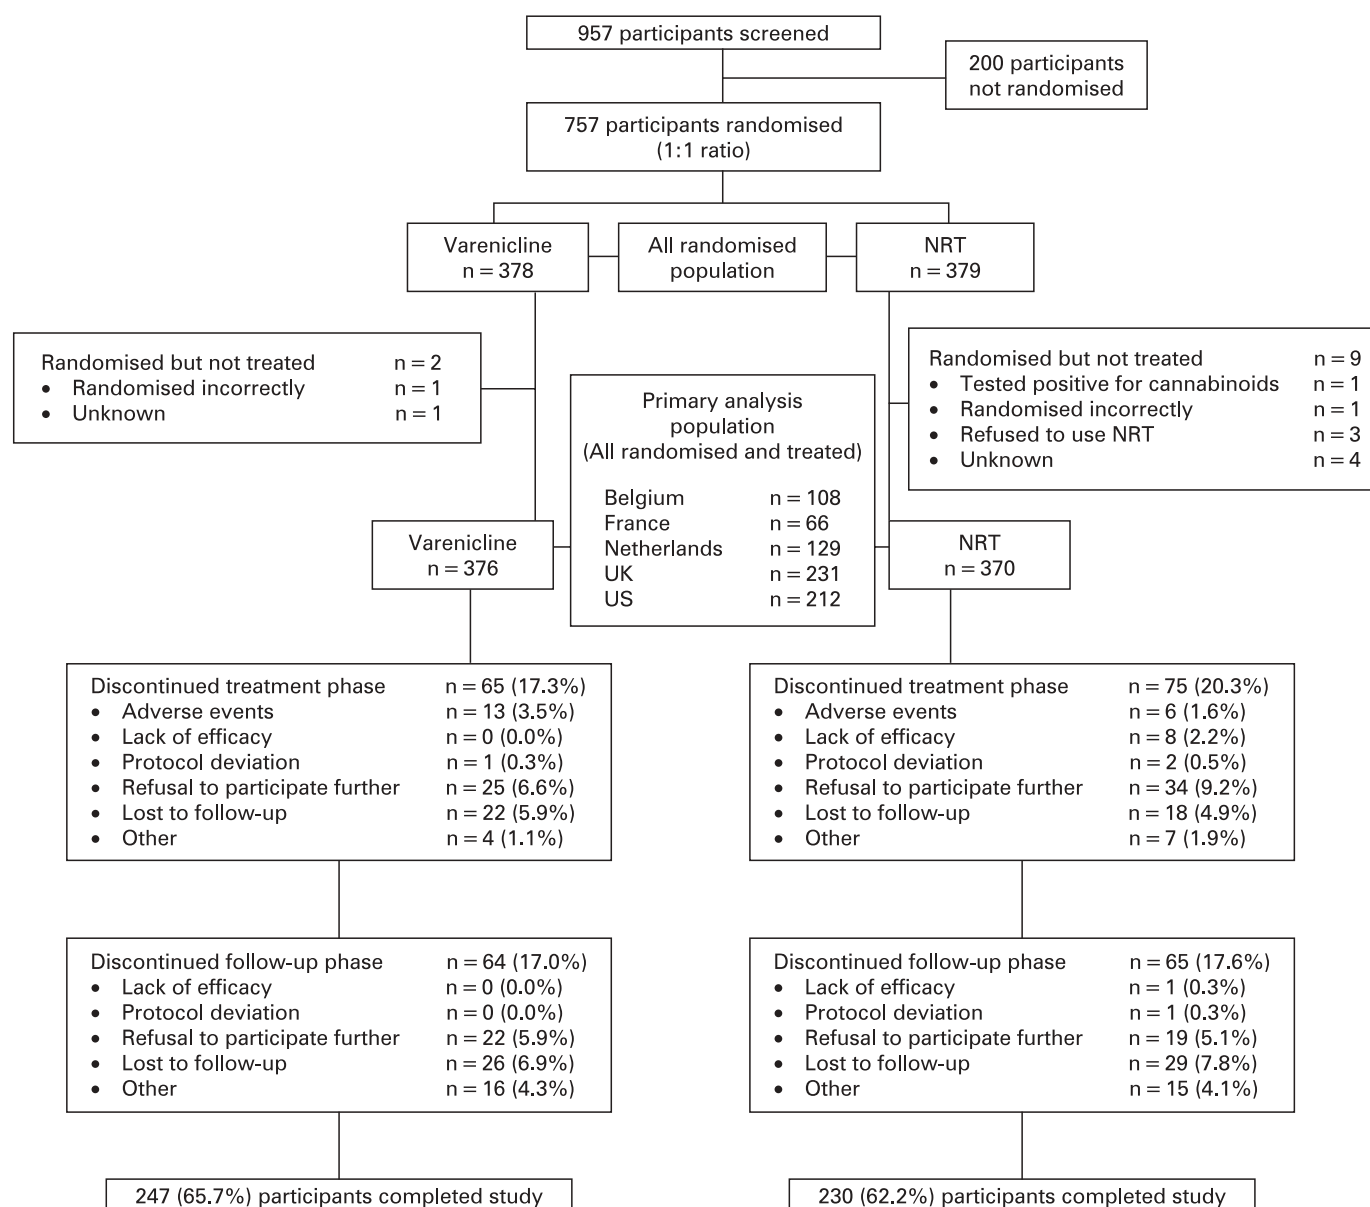 957 participants screened
200 participants
not randomised
757 participants randomised
(1:1 ratio)
Varenicline
n = 378
All randomised
population
NRT
n = 379
Randomised but not treated n = 2
• Randomised incorrectly n = 1
• Unknown n = 1
Randomised but not treated n = 9
• Tested positive for cannabinoids n = 1
• Randomised incorrectly n = 1
• Refused to use NRT n = 3
• Unknown n = 4
Primary analysis
population
(All randomised and treated)
Belgium n = 108
France n = 66
Netherlands n = 129
UK n = 231
US n = 212
Varenicline
n = 376
NRT
n = 370
Discontinued treatment phase n = 65 (17.3%)
• Adverse events n = 13 (3.5%)
• Lack of efficacy n = 0 (0.0%)
• Protocol deviation n = 1 (0.3%)
• Refusal to participate further n = 25 (6.6%)
• Lost to follow-up n = 22 (5.9%)
• Other n = 4 (1.1%)
Discontinued treatment phase n = 75 (20.3%)
• Adverse events n = 6 (1.6%)
• Lack of efficacy n = 8 (2.2%)
• Protocol deviation n = 2 (0.5%)
• Refusal to participate further n = 34 (9.2%)
• Lost to follow-up n = 18 (4.9%)
• Other n = 7 (1.9%)
Discontinued follow-up phase n = 64 (17.0%)
• Lack of efficacy n = 0 (0.0%)
• Protocol deviation n = 0 (0.0%)
• Refusal to participate further n = 22 (5.9%)
• Lost to follow-up n = 26 (6.9%)
• Other n = 16 (4.3%)
Discontinued follow-up phase n = 65 (17.6%)
• Lack of efficacy n = 1 (0.3%)
• Protocol deviation n = 1 (0.3%)
• Refusal to participate further n = 19 (5.1%)
• Lost to follow-up n = 29 (7.8%)
• Other n = 15 (4.1%)
247 (65.7%) participants completed study
230 (62.2%) participants completed study